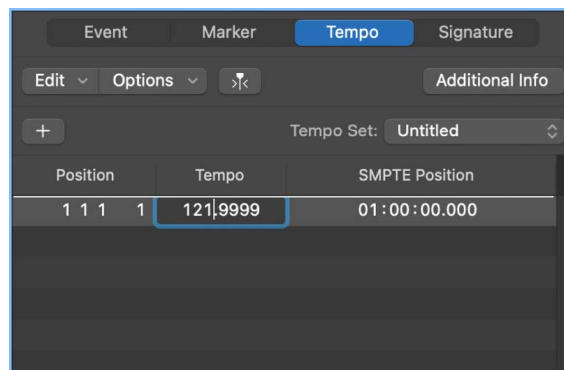 Event Marker Tempo Signature
Edit Options Additional Info
+ Tempo Set: Untitled
Position Tempo SMPTE Position
1 1 1 1 121.9999 01:00:00.000